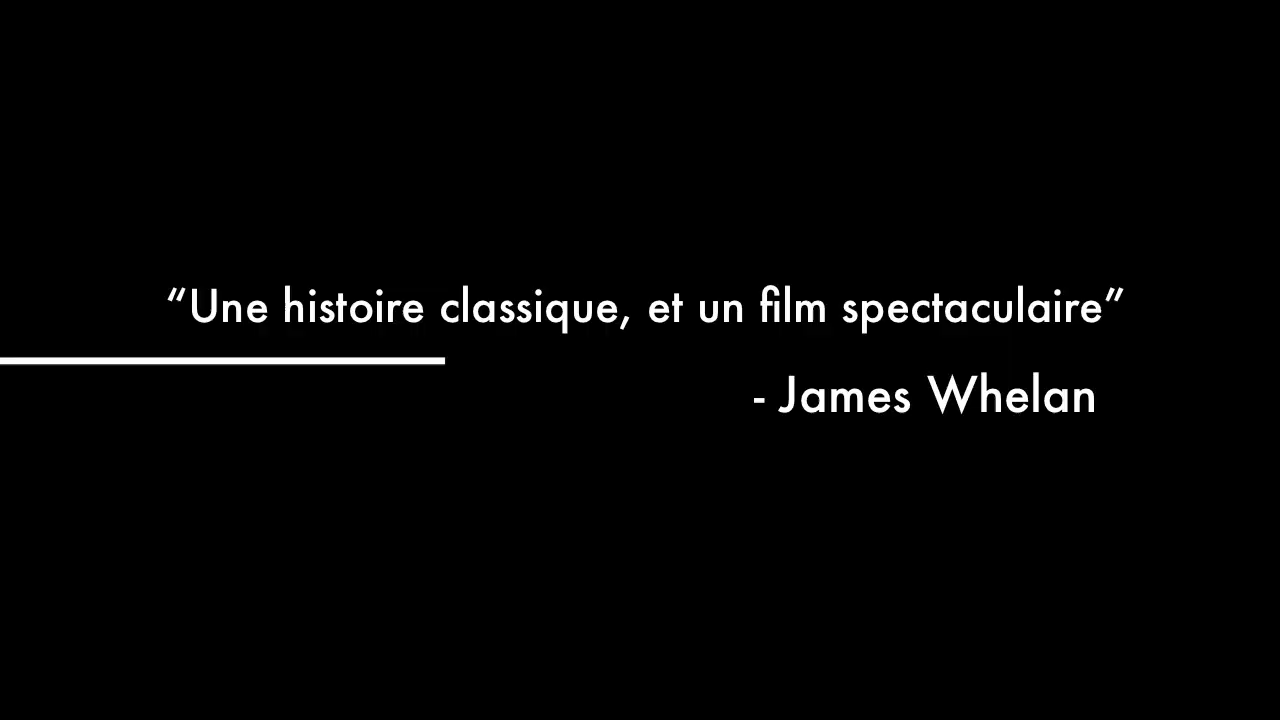 “Une histoire classique, et un film spectaculaire”
- James Whelan